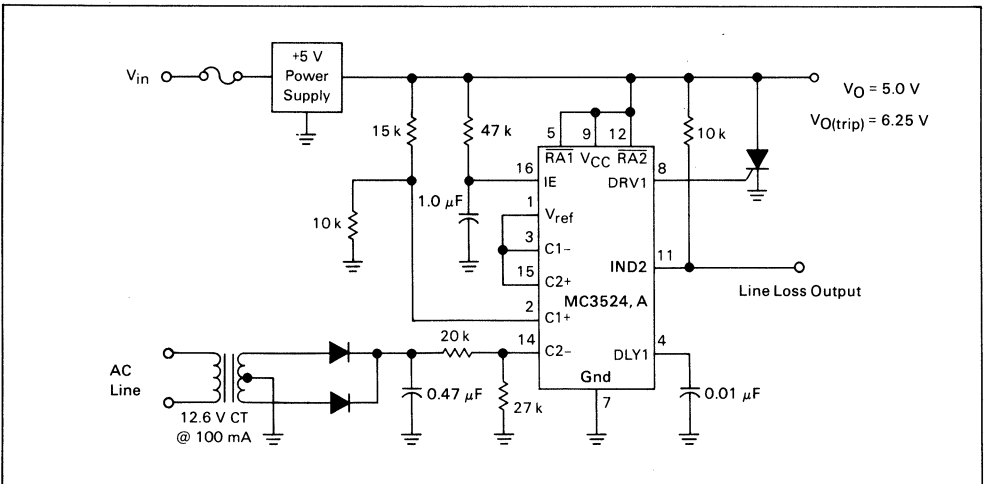 +5 V
Power
Supply
Vin
VO = 5.0 V
VO(trip) = 6.25 V
15 k
47 k
10 k
5
9
12
RA1
VCC
RA2
16
IE
DRV1
8
1.0 µF
1
Vref
10 k
3
C1−
15
C2+
IND2
11
MC3524, A
Line Loss Output
2
C1+
20 k
14
C2−
DLY1
4
AC
Line
0.47 µF
27 k
Gnd
7
0.01 µF
12.6 V CT
@ 100 mA